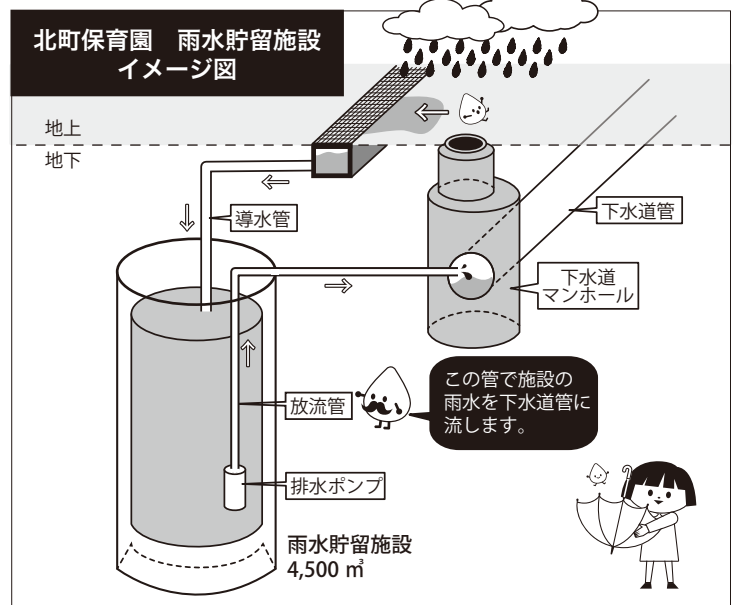 北町保育園　雨水貯留施設
イメージ図
地上
地下
導水管
下水道管
下水道
マンホール
放流管
この管で施設の
雨水を下水道管に
流します。
排水ポンプ
雨水貯留施設
4,500 ㎥